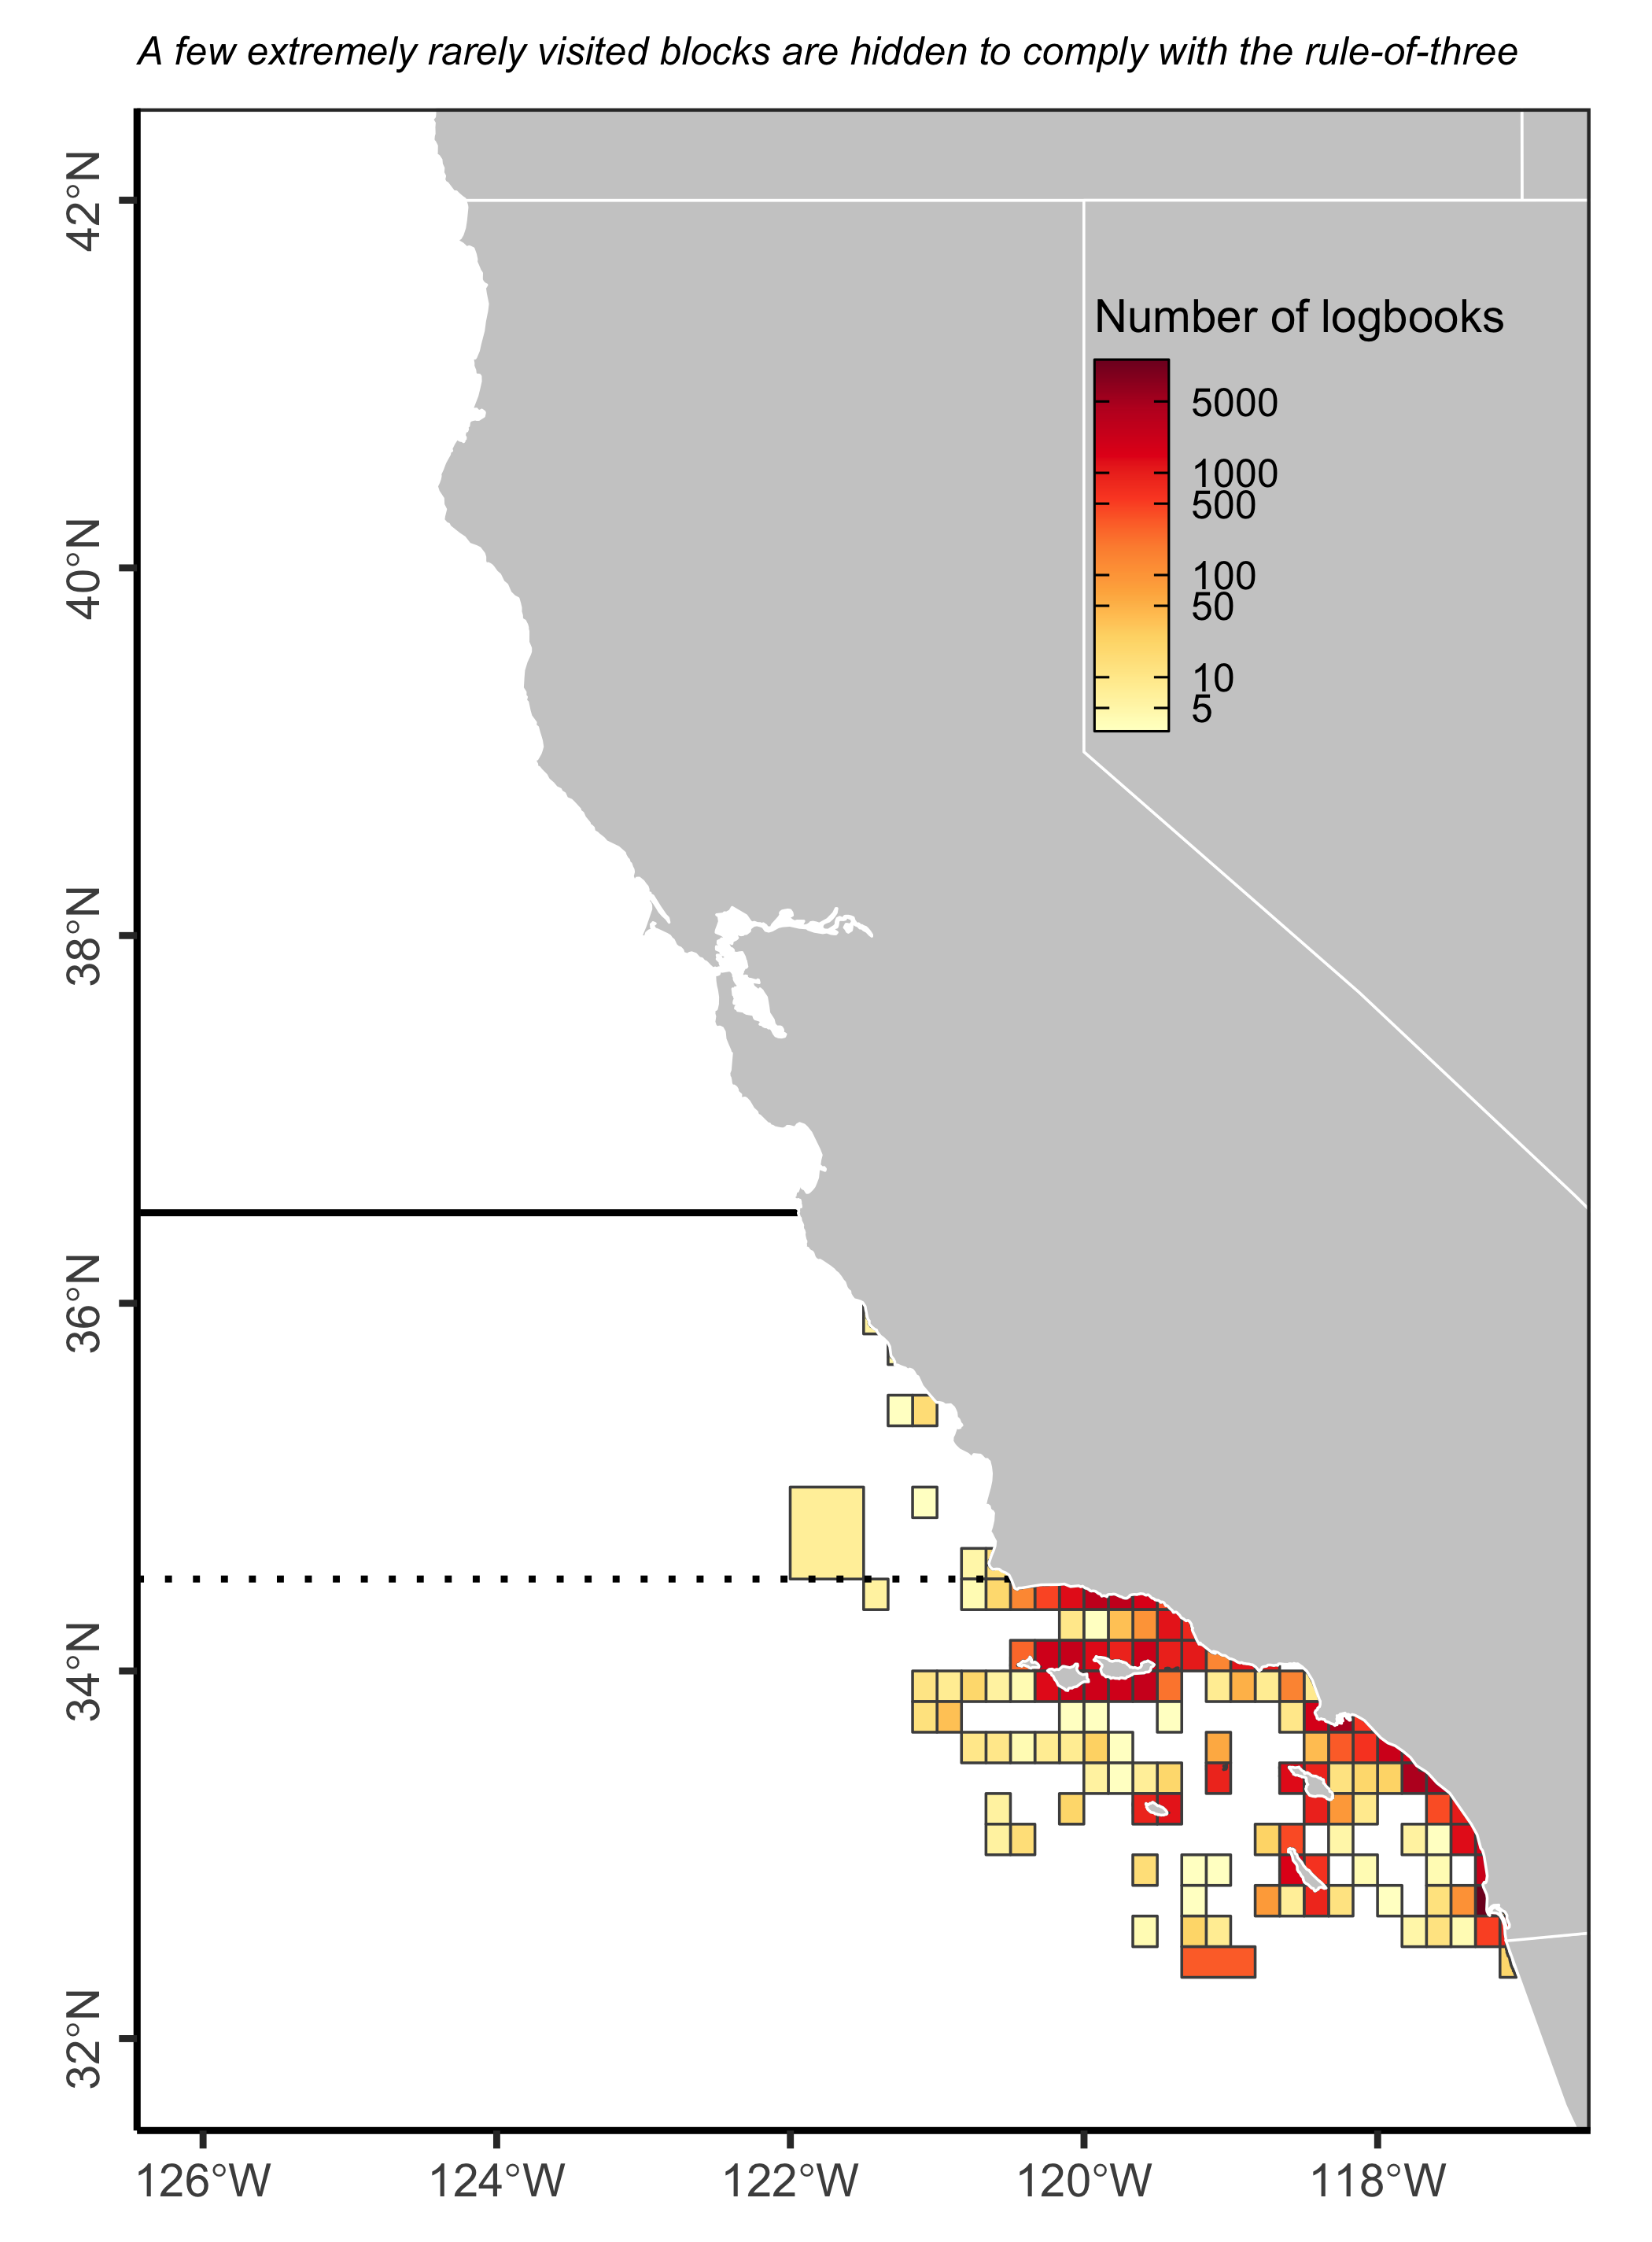 A few extremely rarely visited blocks are hidden to comply with the rule-of-three
42°N
40°N
38°N
36°N
34°N
32°N
Number of logbooks
5000
1000
500
100
50
10
5
126°W
124°W
122°W
120°W
118°W